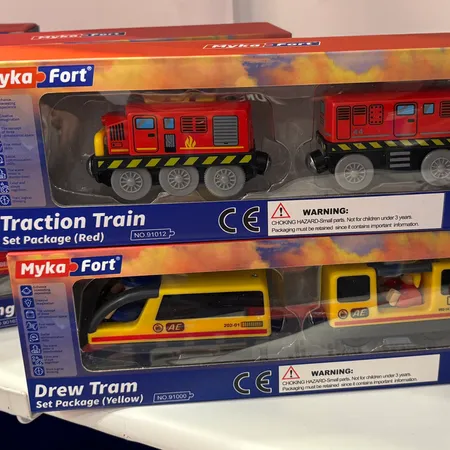 Myka Fort
Myka Fort®
Traction Train
Set Package (Red)
NO.91012
CE
WARNING:
CHOKING HAZARD-Small parts. Not for children under 3 years.
Packaging must be retained since it contains important information.
Myka Fort®
AE
Drew Tram
Set Package (Yellow)
NO.91000
CE
WARNING:
CHOKING HAZARD-Small parts. Not for children under 3 years.
Packaging must be retained since it contains important information.